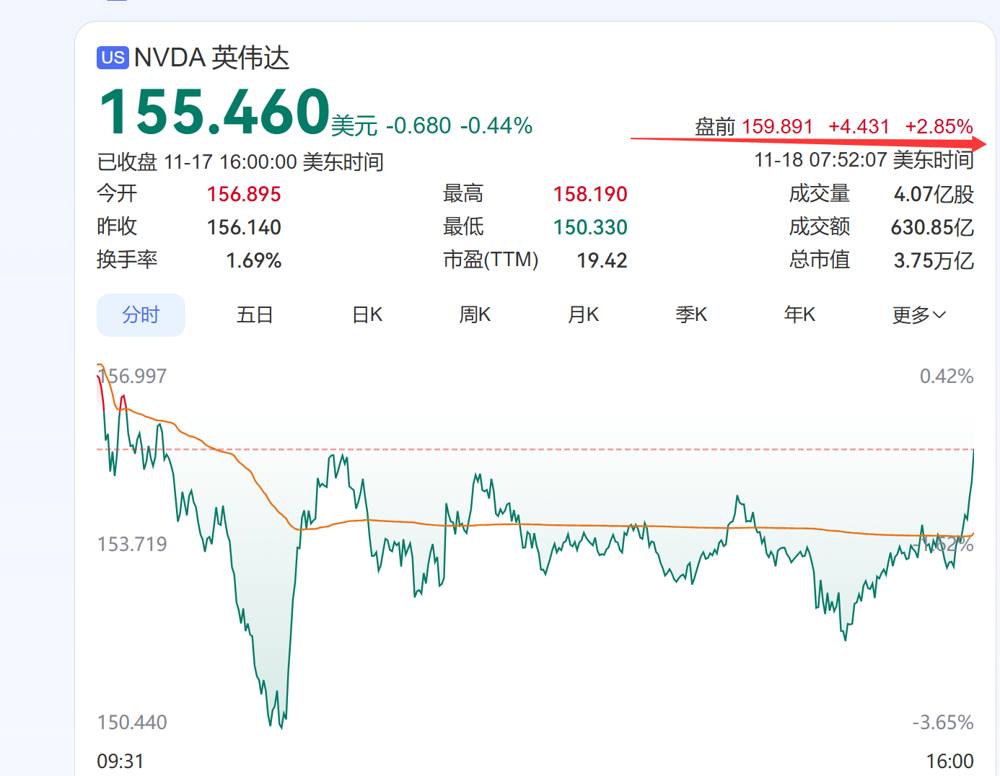 US NVDA 英伟达
155.460美元 -0.680 -0.44%
盘前 159.891 +4.431 +2.85%
已收盘 11-17 16:00:00 美东时间
11-18 07:52:07 美东时间
今开 156.895 最高 158.190 成交量 4.07亿股
昨收 156.140 最低 150.330 成交额 630.85亿
换手率 1.69% 市盈(TTM) 19.42 总市值 3.75万亿
分时 五日 日K 周K 月K 季K 年K 更多
156.997 0.42%
153.719
150.440 -3.65%
09:31 16:00